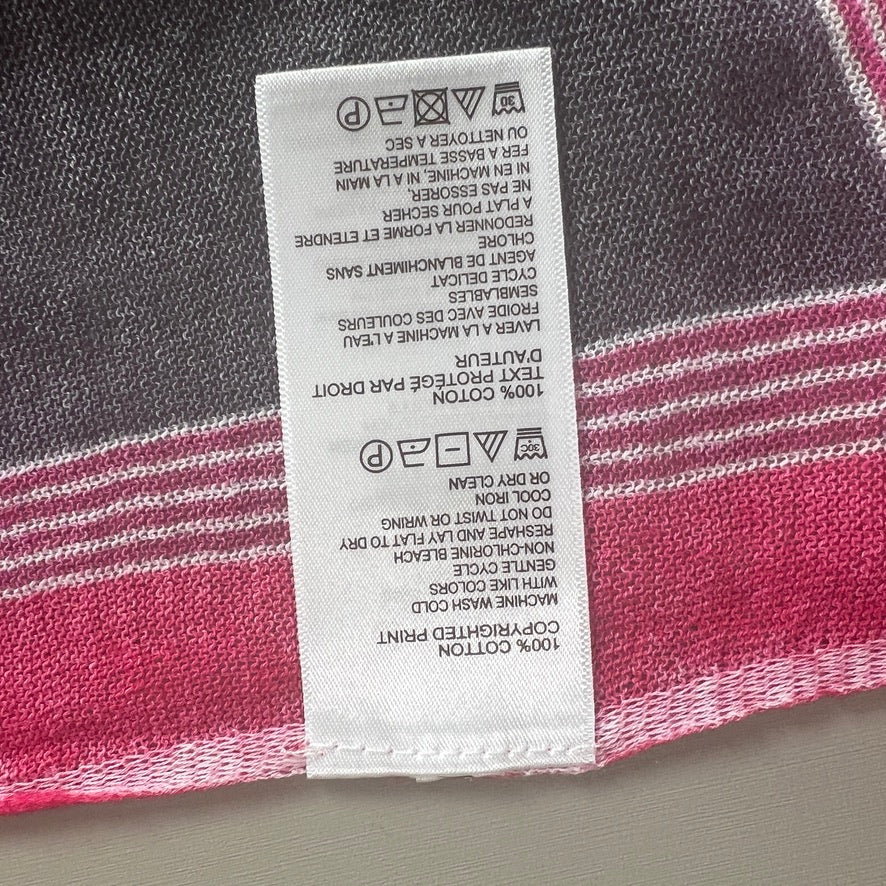 100% COTTON
COPYRIGHTED PRINT
MACHINE WASH COLD
WITH LIKE COLORS
GENTLE CYCLE
NON-CHLORINE BLEACH
RESHAPE AND LAY FLAT TO DRY
DO NOT TWIST OR WRING
COOL IRON
OR DRY CLEAN
30C P
100% COTON
TEXT PROTÉGÉ PAR DROIT
D'AUTEUR
LAVER A LA MACHINE A L'EAU
FROIDE AVEC DES COULEURS
SEMBLABLES
CYCLE DELICAT
AGENT DE BLANCHIMENT SANS
CHLORE
REDONNER LA FORME ET ETENDRE
A PLAT POUR SECHER
NE PAS ESSORER,
NI EN MACHINE, NI A LA MAIN
FER A BASSE TEMPERATURE
OU NETTOYER A SEC
30 P